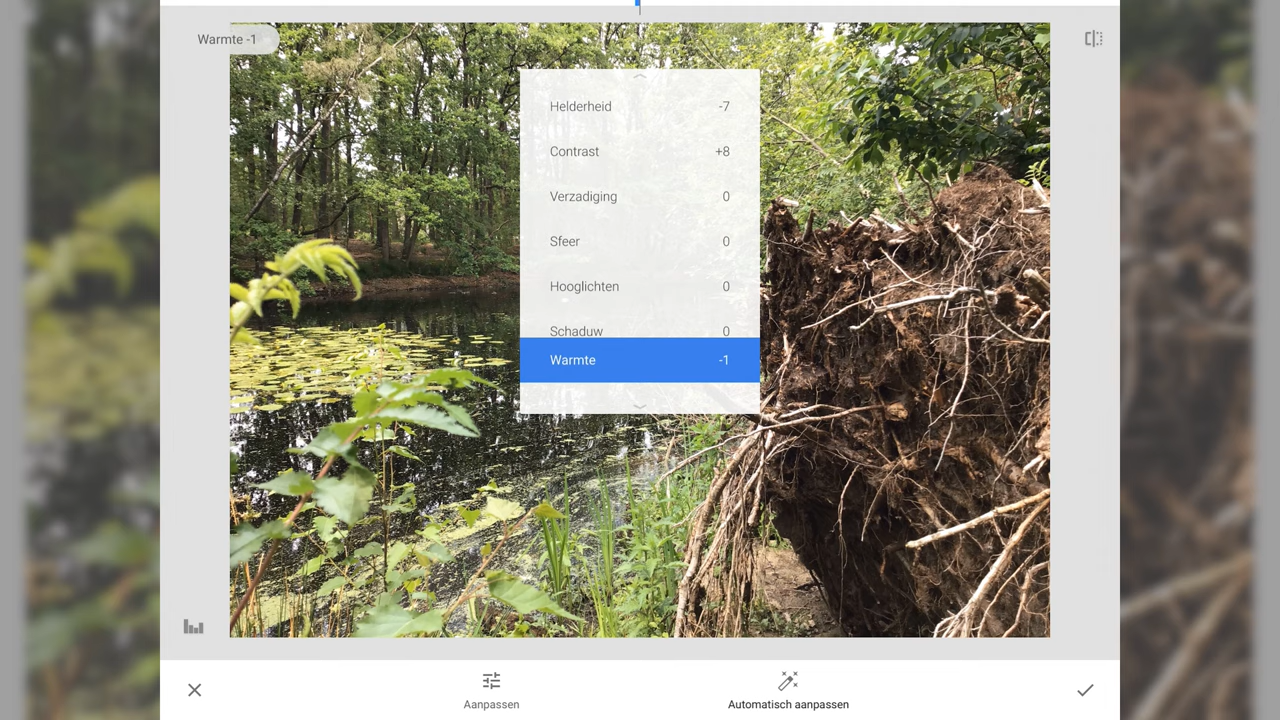 Warmte -1
Helderheid -7
Contrast +8
Verzadiging 0
Sfeer 0
Hooglichten 0
Schaduw 0
Warmte -1
Aanpassen
Automatisch aanpassen